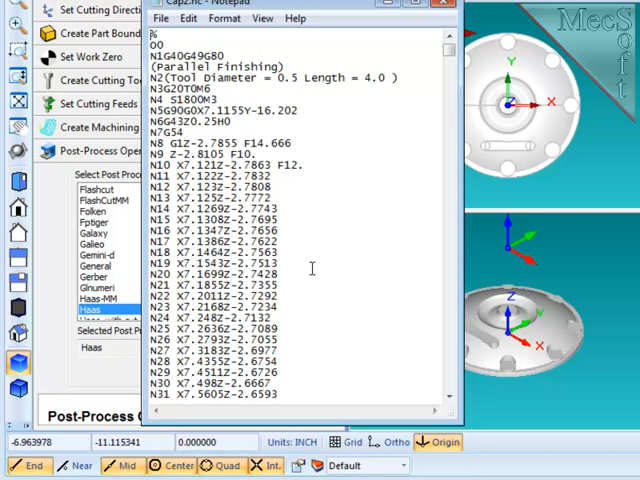 Set Cutting Directi
Create Part Bound
Set Work Zero
Create Cutting Too
Set Cutting Feeds
Create Machining
Post-Process Oper
Select Post Process
Flashcut
FlashcutMM
Folken
Fptiger
Galaxy
Galieo
Gemini-d
General
Gerber
Glnumeri
Haas-MM
Haas
Selected Post Pro
Haas
Post-Process C
Cap2.nc - Notepad
File Edit Format View Help
%
O0
N1G40G49G80
(Parallel Finishing)
N2(Tool Diameter = 0.5 Length = 4.0 )
N3G20T0M6
N4 S1800M3
N5G90G0X7.1155Y-16.202
N6G43Z0.25H0
N7G54
N8 G1Z-2.7855 F14.666
N9 Z-2.8105 F10.
N10 X7.121Z-2.7863 F12.
N11 X7.122Z-2.7832
N12 X7.123Z-2.7808
N13 X7.125Z-2.7772
N14 X7.1269Z-2.7743
N15 X7.1308Z-2.7695
N16 X7.1347Z-2.7656
N17 X7.1386Z-2.7622
N18 X7.1464Z-2.7563
N19 X7.1543Z-2.7513
N20 X7.1699Z-2.7428
N21 X7.1855Z-2.7355
N22 X7.2011Z-2.7292
N23 X7.2168Z-2.7234
N24 X7.248Z-2.7132
N25 X7.2636Z-2.7089
N26 X7.2793Z-2.7055
N27 X7.3183Z-2.6977
N28 X7.4355Z-2.6754
N29 X7.4511Z-2.6726
N30 X7.498Z-2.6667
N31 X7.5605Z-2.6593
MecSoft
Y
Z
X
Z
Y
X
-6.963978 -11.115341 0.000000 Units: INCH Grid Ortho Origin
End Near Mid Center Quad Int. Default